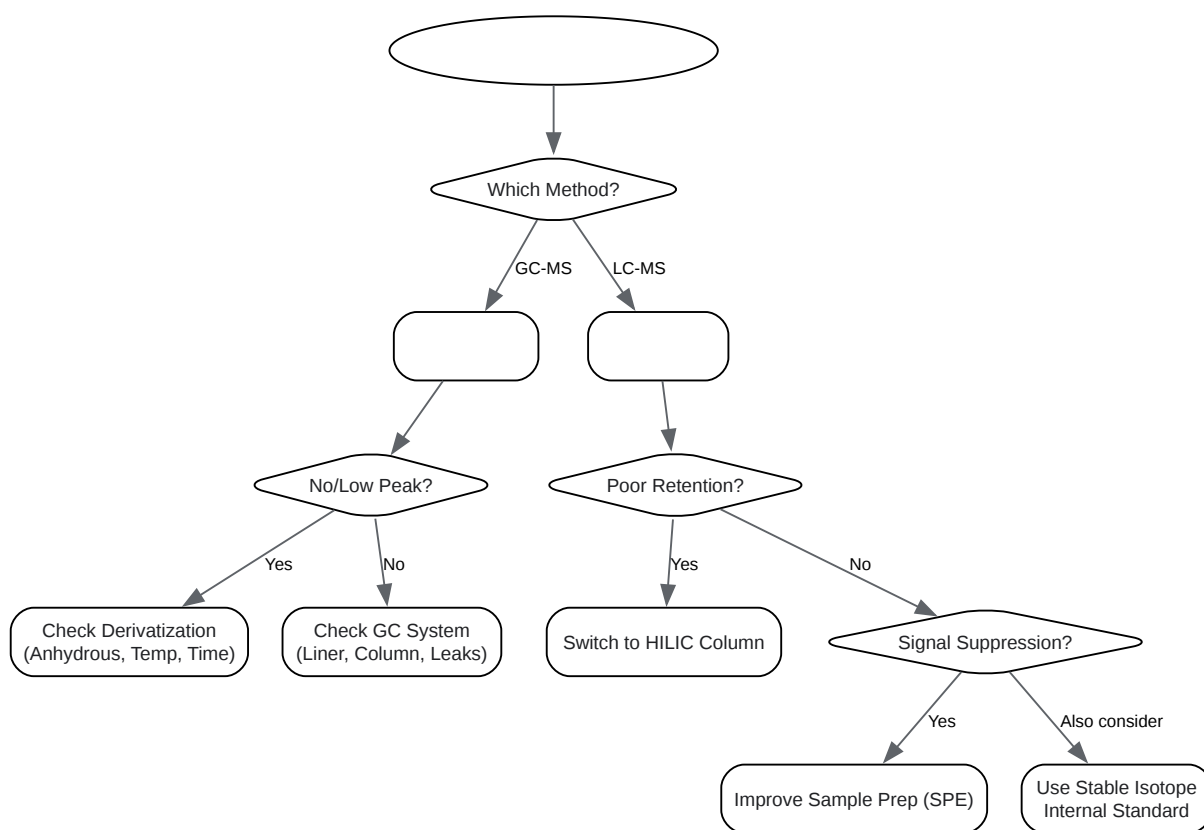 Which Method?
GC-MS
LC-MS
No/Low Peak?
Poor Retention?
Yes
No
Yes
No
Check Derivatization
(Anhydrous, Temp, Time)
Check GC System
(Liner, Column, Leaks)
Switch to HILIC Column
Signal Suppression?
Yes
Also consider
Improve Sample Prep (SPE)
Use Stable Isotope
Internal Standard